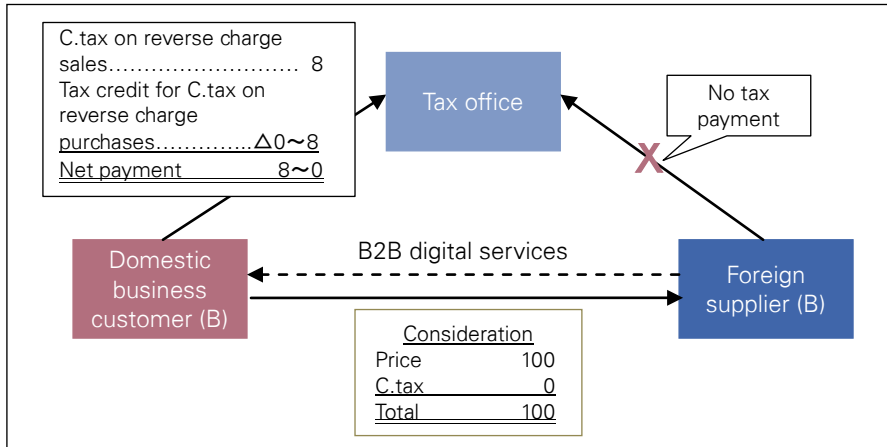 C.tax on reverse charge
sales.......................... 8
Tax credit for C.tax on
reverse charge
purchases..............△0～8
Net payment 8～0
Tax office
No tax
payment
X
B2B digital services
Domestic
business
customer (B)
Foreign
supplier (B)
Consideration
Price 100
C.tax 0
Total 100